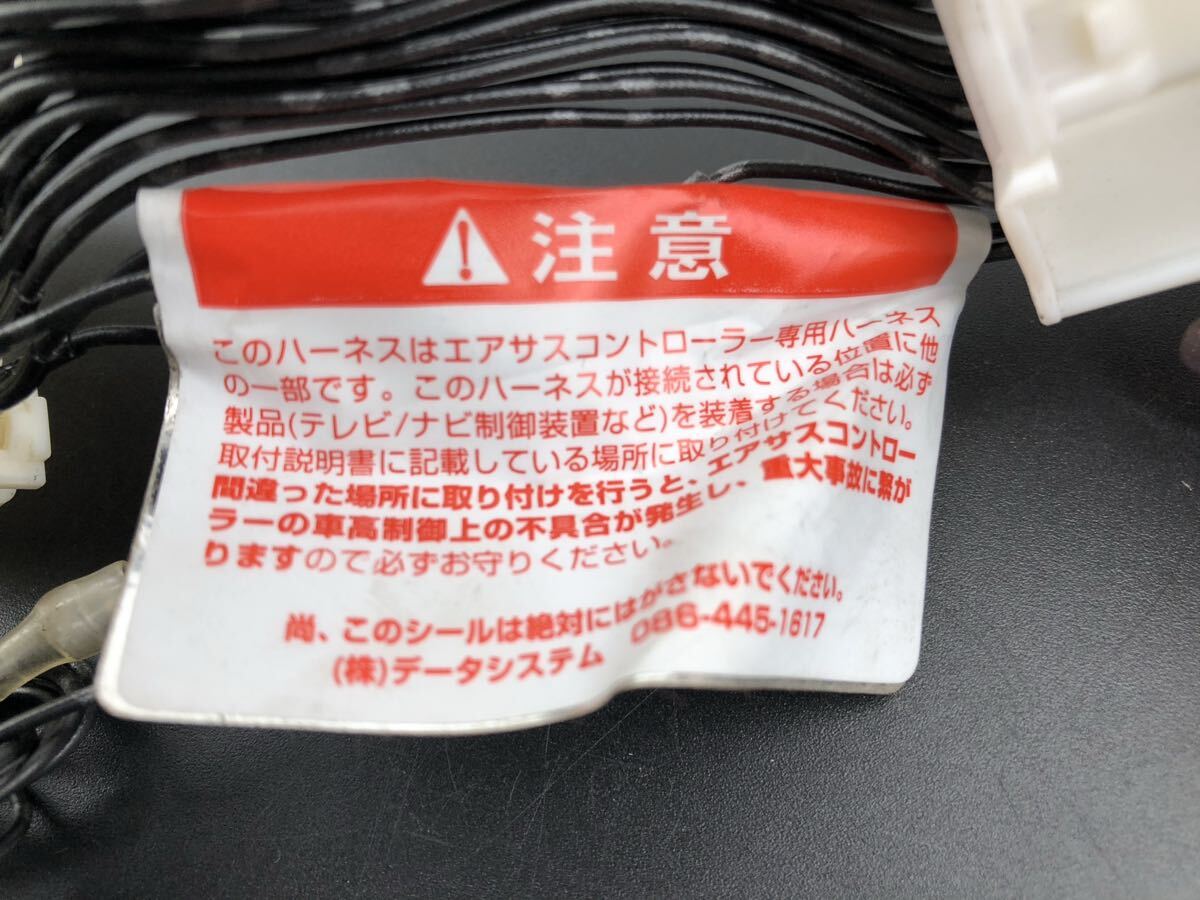 注意
このハーネスはエアサスコントローラー専用ハーネス
の一部です。このハーネスが接続されている位置に他
製品(テレビ/ナビ制御装置など)を装着する場合は必ず
取付説明書に記載している場所に取り付けてください。
間違った場所に取り付けを行うと、エアサスコントロー
ラーの車高制御上の不具合が発生し、重大事故に繋が
りますので必ずお守りください。
尚、このシールは絶対にはがさないでください。
(株)データシステム 086-445-1617